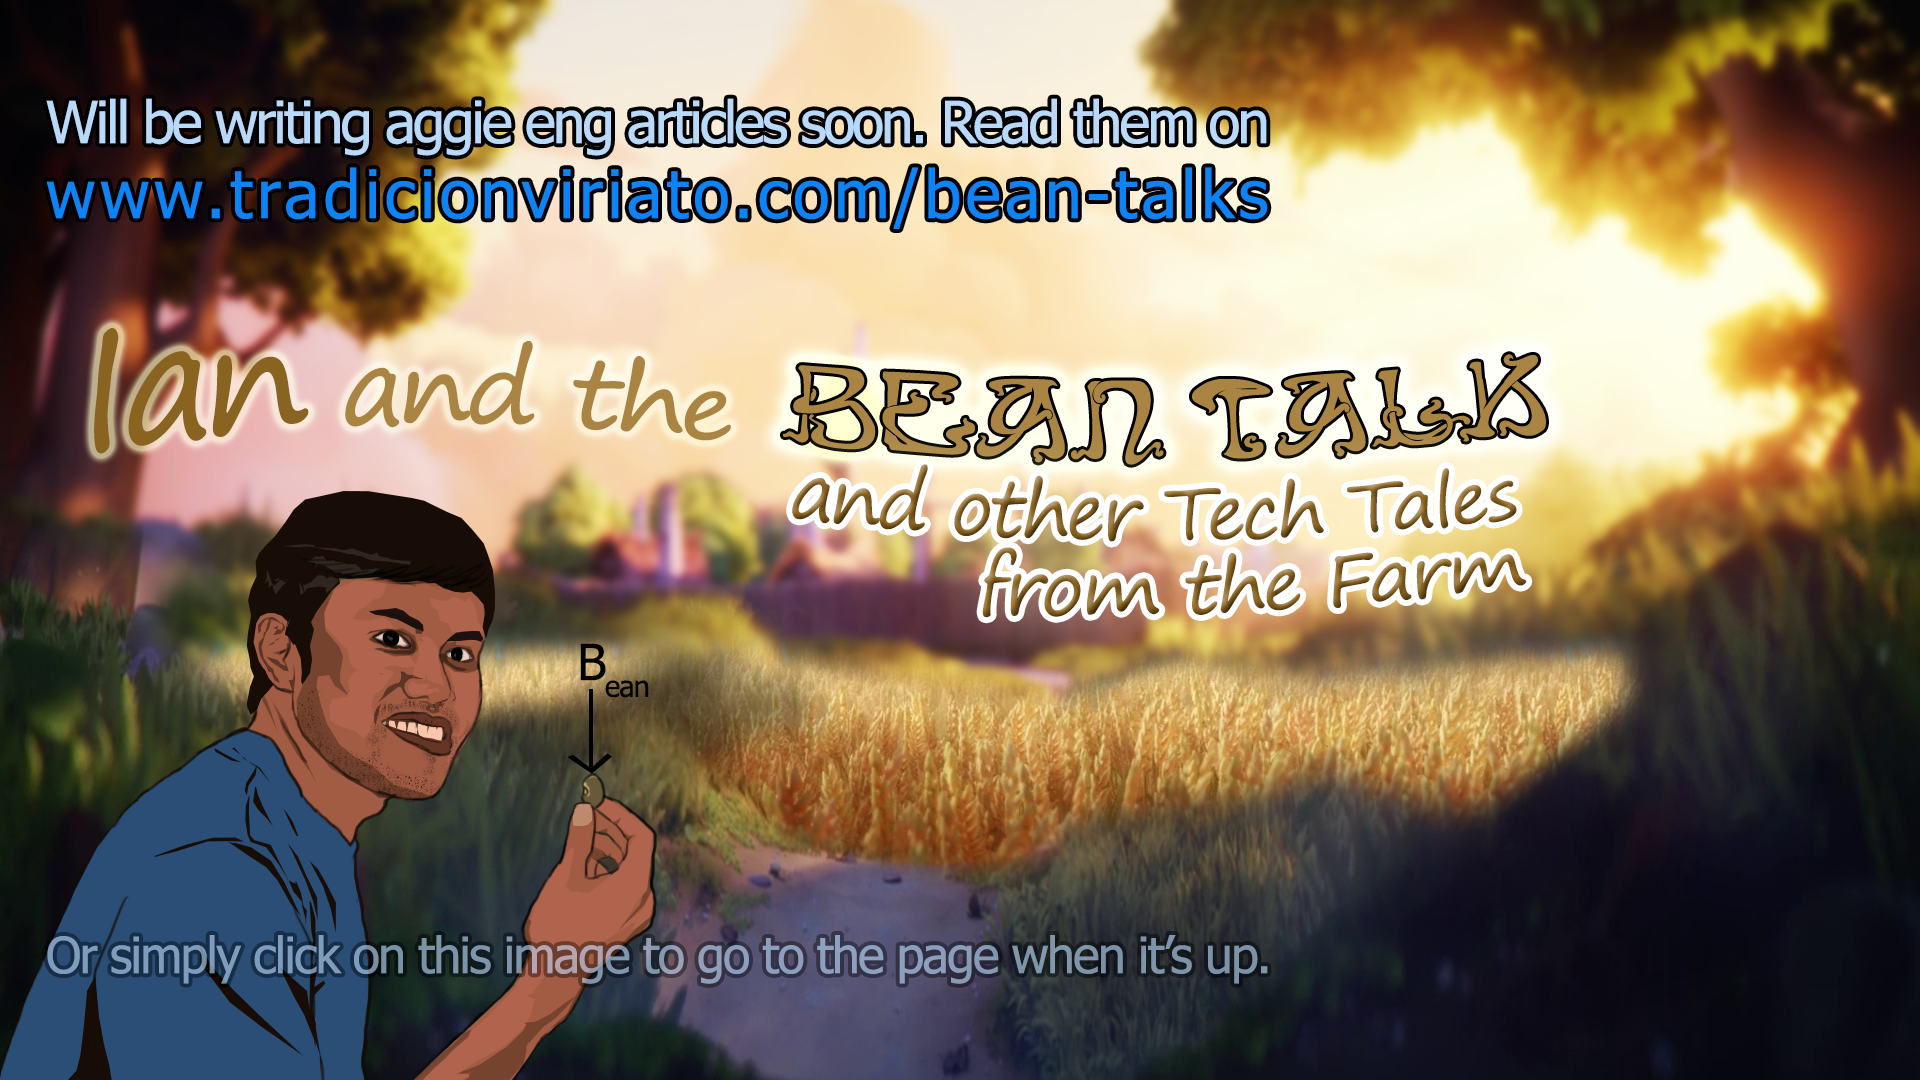 Will be writing aggie eng articles soon. Read them on
www.tradicionviriato.com/bean-talks
Ian and the BEAN TALK
and other Tech Tales
from the Farm
Bean
Or simply click on this image to go to the page when it's up.